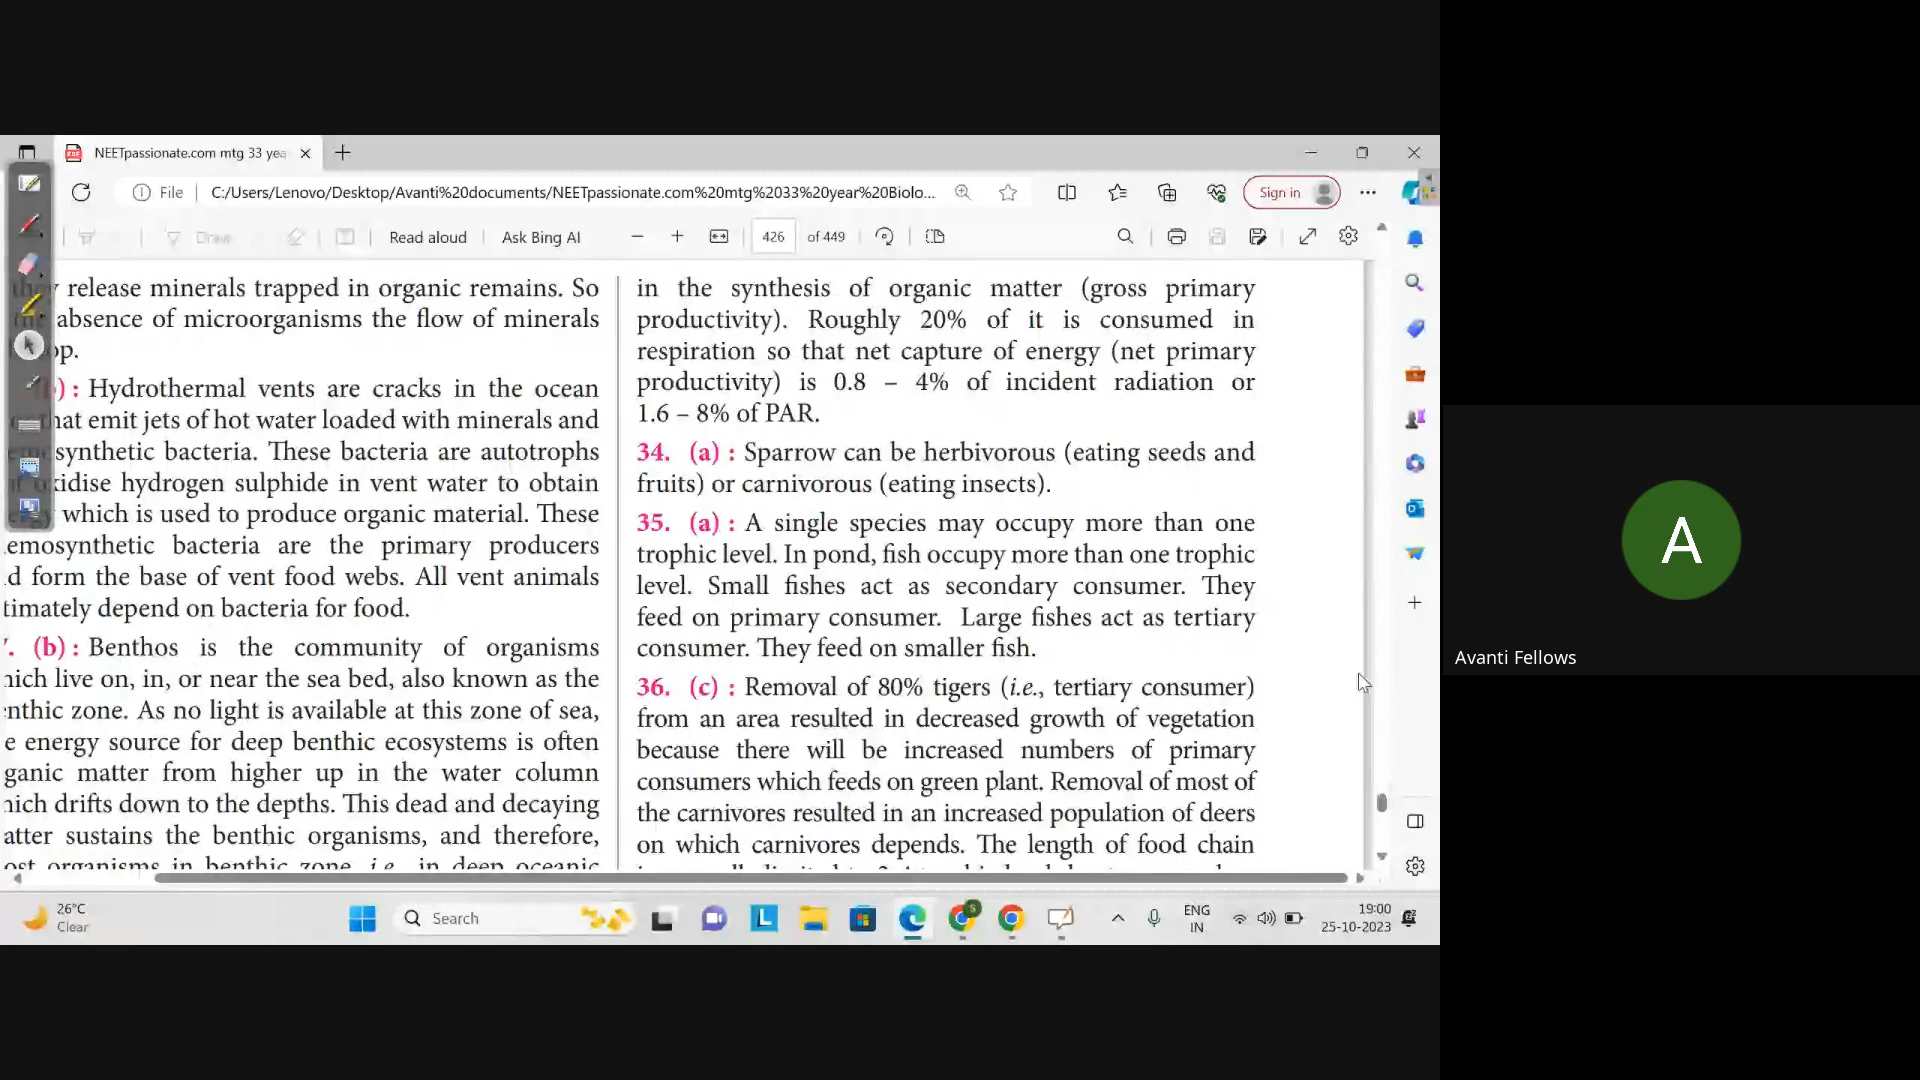 NEETpassionate.com mtg 33 yea
File
C:/Users/Lenovo/Desktop/Avanti%20documents/NEETpassionate.com%20mtg%2033%20year%20Biolo...
Sign in
Draw
Read aloud
Ask Bing AI
426 of 449
release minerals trapped in organic remains. So
absence of microorganisms the flow of minerals
op.
) : Hydrothermal vents are cracks in the ocean
hat emit jets of hot water loaded with minerals and
synthetic bacteria. These bacteria are autotrophs
xidise hydrogen sulphide in vent water to obtain
which is used to produce organic material. These
emosynthetic bacteria are the primary producers
d form the base of vent food webs. All vent animals
timately depend on bacteria for food.
. (b) : Benthos is the community of organisms
hich live on, in, or near the sea bed, also known as the
nthic zone. As no light is available at this zone of sea,
e energy source for deep benthic ecosystems is often
ganic matter from higher up in the water column
hich drifts down to the depths. This dead and decaying
atter sustains the benthic organisms, and therefore,
ost organisms in benthic zone, i.e., in deep oceanic
in the synthesis of organic matter (gross primary
productivity). Roughly 20% of it is consumed in
respiration so that net capture of energy (net primary
productivity) is 0.8 – 4% of incident radiation or
1.6 – 8% of PAR.
34. (a) : Sparrow can be herbivorous (eating seeds and
fruits) or carnivorous (eating insects).
35. (a) : A single species may occupy more than one
trophic level. In pond, fish occupy more than one trophic
level. Small fishes act as secondary consumer. They
feed on primary consumer. Large fishes act as tertiary
consumer. They feed on smaller fish.
36. (c) : Removal of 80% tigers (i.e., tertiary consumer)
from an area resulted in decreased growth of vegetation
because there will be increased numbers of primary
consumers which feeds on green plant. Removal of most of
the carnivores resulted in an increased population of deers
on which carnivores depends. The length of food chain
A
Avanti Fellows
26°C
Clear
Search
ENG
IN
19:00
25-10-2023